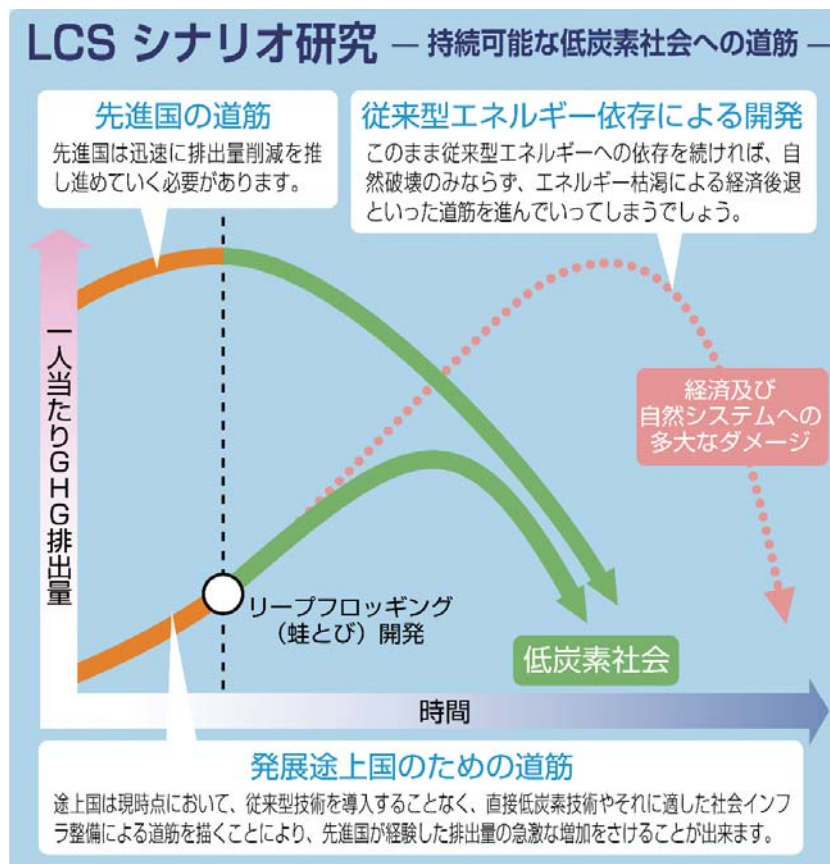 LCS シナリオ研究 ― 持続可能な低炭素社会への道筋 ―
先進国の道筋
先進国は迅速に排出量削減を推
し進めていく必要があります。
従来型エネルギー依存による開発
このまま従来型エネルギーへの依存を続ければ、自
然破壊のみならず、エネルギー枯渇による経済後退
といった道筋を進んでいってしまうでしょう。
一人当たりGHG排出量
経済及び
自然システムへの
多大なダメージ
リープフロッギング
（蛙とび）開発
低炭素社会
時間
発展途上国のための道筋
途上国は現時点において、従来型技術を導入することなく、直接低炭素技術やそれに適した社会インフ
ラ整備による道筋を描くことにより、先進国が経験した排出量の急激な増加をさけることが出来ます。